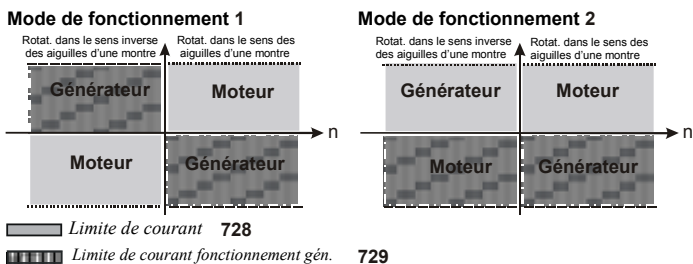 Mode de fonctionnement 1
Rotat. dans le sens inverse
des aiguilles d'une montre
Rotat. dans le sens des
aiguilles d'une montre
Générateur
Moteur
n
Moteur
Générateur
Mode de fonctionnement 2
Rotat. dans le sens inverse
des aiguilles d'une montre
Rotat. dans le sens des
aiguilles d'une montre
Générateur
Moteur
n
Moteur
Générateur
Limite de courant 728
Limite de courant fonctionnement gén. 729